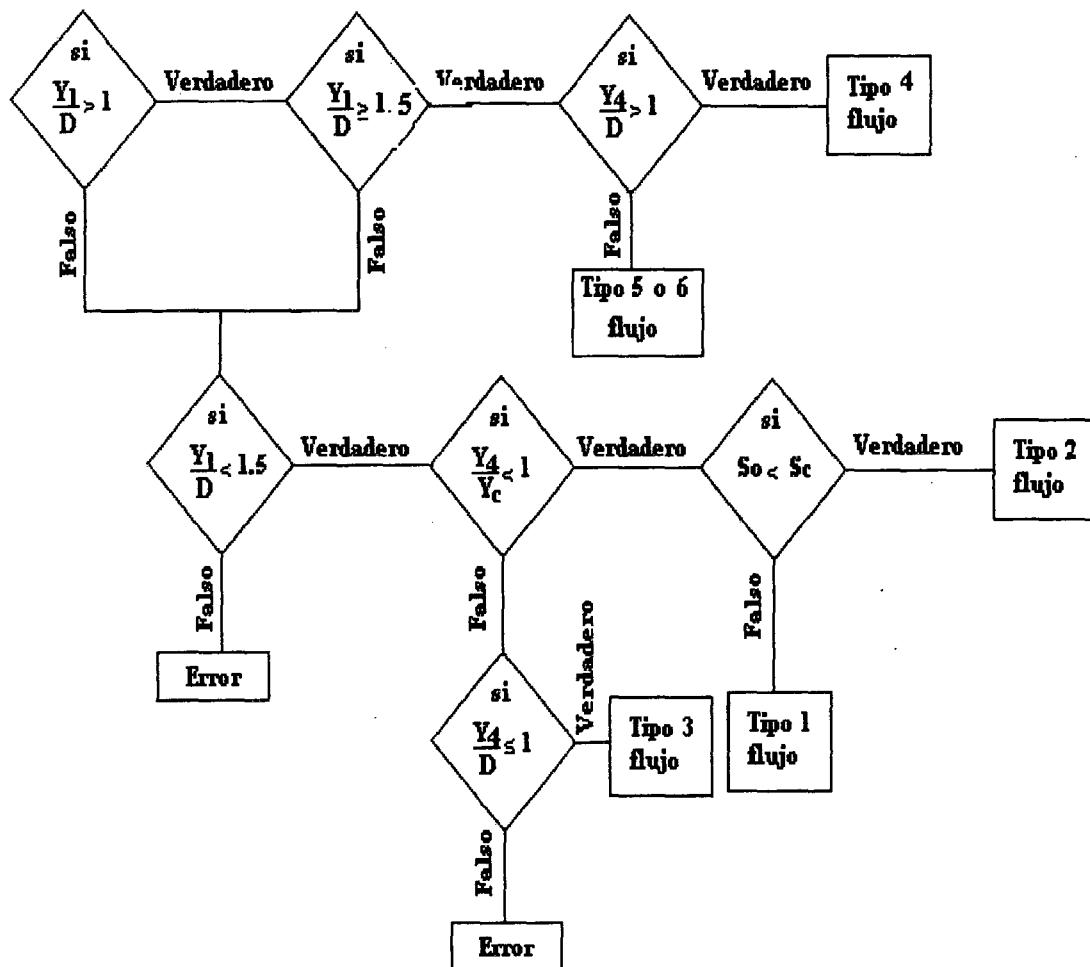 si
Y1/D > 1
Verdadero
Falso
si
Y1/D ≥ 1.5
Verdadero
Falso
si
Y4/D > 1
Verdadero
Falso
Tipo 4
flujo
Tipo 5 o 6
flujo
si
Y1/D < 1.5
Verdadero
Falso
Error
si
Y4/Yc < 1
Verdadero
Falso
si
So < Sc
Verdadero
Falso
Tipo 2
flujo
Tipo 1
flujo
si
Y4/D ≤ 1
Verdadero
Falso
Tipo 3
flujo
Error